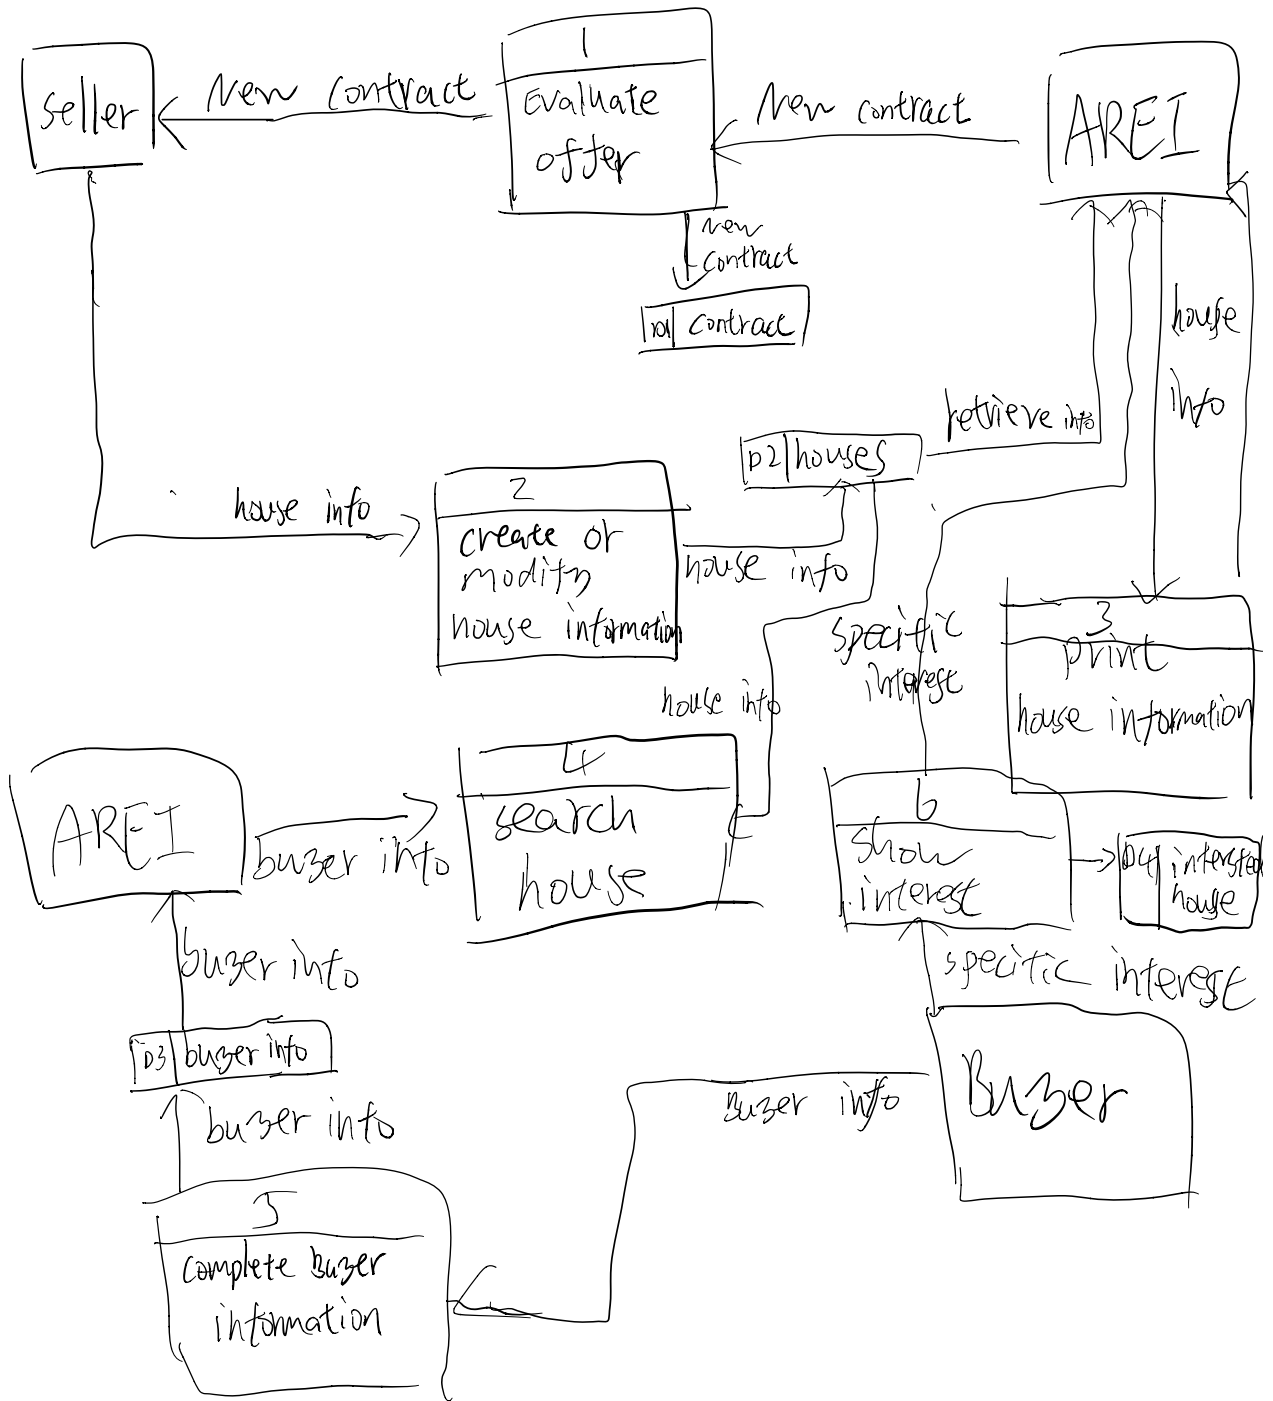 1
New contract
seller
Evaluate
offer
New contract
AREI
New
contract
D1 contract
house
info
retrieve info
D2 houses
2
house info
create or
modify
house information
house info
specific
interest
3
print
house information
house info
4
search
house
AREI
buyer info
6
show
interest
D4 intersted
house
buyer info
specific interest
D3 buyer info
Buyer
buyer info
Buyer info
5
complete Buyer
information